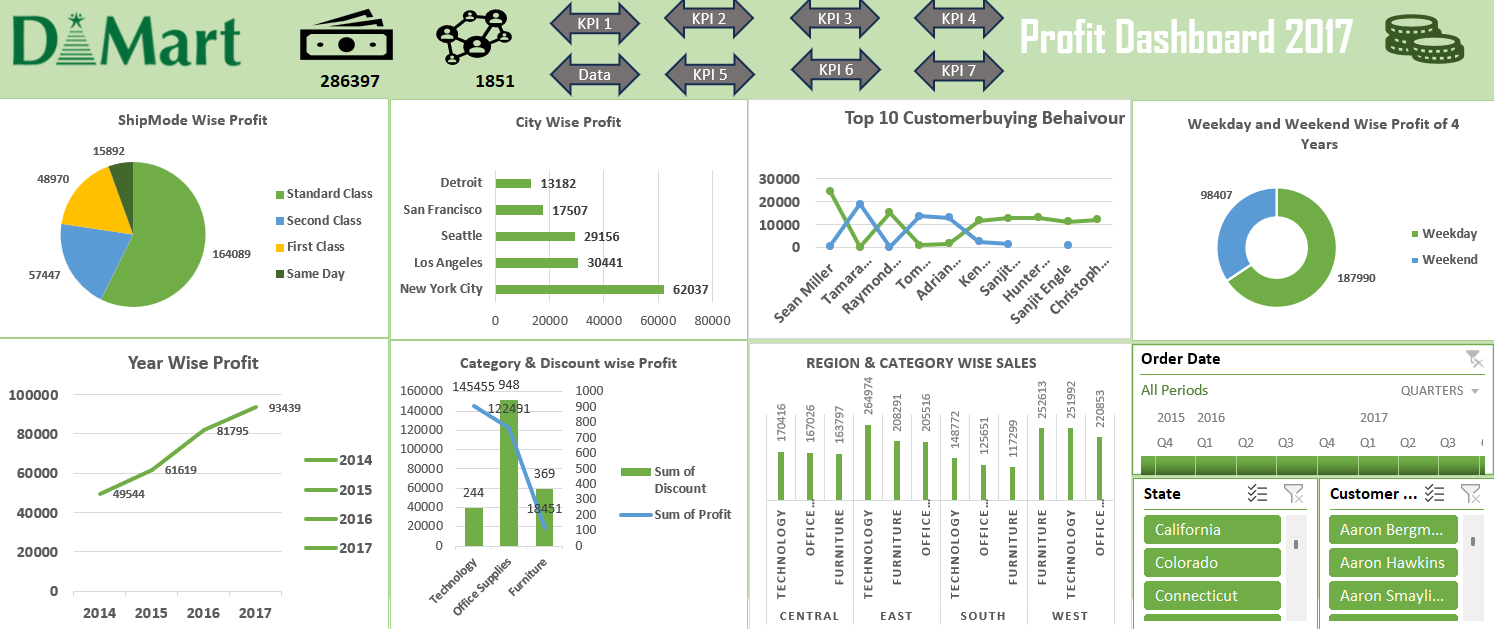 D Mart
286397
1851
KPI 1
KPI 2
KPI 3
KPI 4
Data
KPI 5
KPI 6
KPI 7
Profit Dashboard 2017
ShipMode Wise Profit
15892
48970
57447
164089
Standard Class
Second Class
First Class
Same Day
City Wise Profit
Detroit 13182
San Francisco 17507
Seattle 29156
Los Angeles 30441
New York City 62037
0 20000 40000 60000 80000
Top 10 Customerbuying Behaivour
30000
20000
10000
0
Sean Miller
Tamara...
Raymond...
Tom...
Adrian...
Ken...
Sanjit...
Hunter...
Sanjit Engle
Christoph...
Weekday and Weekend Wise Profit of 4
Years
98407
187990
Weekday
Weekend
Year Wise Profit
100000
80000
60000
40000
20000
0
49544
61619
81795
93439
2014 2015 2016 2017
2014
2015
2016
2017
Category & Discount wise Profit
160000
140000
120000
100000
80000
60000
40000
20000
0
145455
948
122491
244
369
18451
1000
900
800
700
600
500
400
300
200
100
0
Technology
Office Supplies
Furniture
Sum of
Discount
Sum of Profit
REGION & CATEGORY WISE SALES
170416
167026
163797
264974
208291
205516
148772
125651
117299
252613
251992
220853
TECHNOLOGY
OFFICE...
FURNITURE
TECHNOLOGY
FURNITURE
OFFICE...
TECHNOLOGY
OFFICE...
FURNITURE
FURNITURE
TECHNOLOGY
OFFICE...
CENTRAL EAST SOUTH WEST
Order Date
All Periods QUARTERS
2015 2016 2017
Q4 Q1 Q2 Q3 Q4 Q1 Q2 Q3
State
California
Colorado
Connecticut
Customer ...
Aaron Bergm...
Aaron Hawkins
Aaron Smayli...